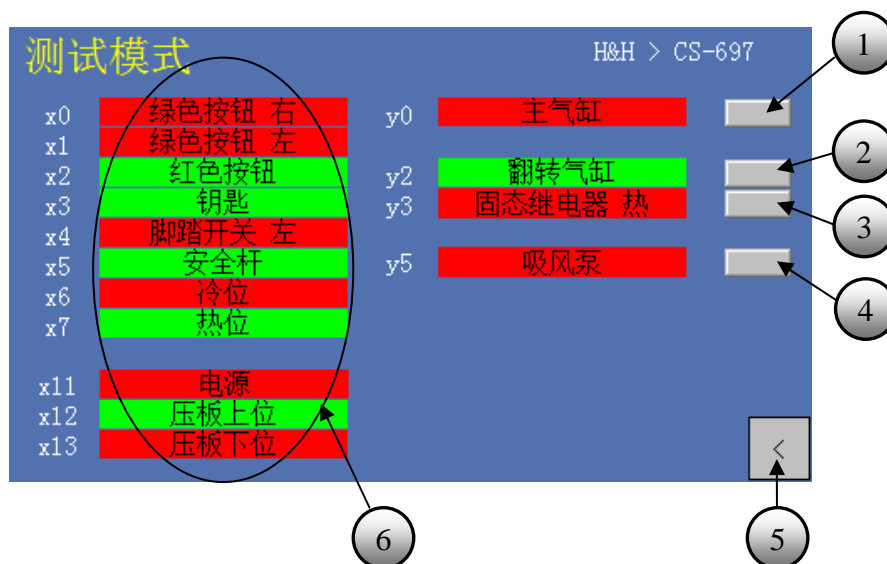 测试模式
H&H > CS-697
1
x0 绿色按钮 右
y0 主气缸
x1 绿色按钮 左
x2 红色按钮
y2 翻转气缸
2
x3 钥匙
y3 固态继电器 热
3
x4 脚踏开关 左
x5 安全杆
y5 吸风泵
4
x6 冷位
x7 热位
x11 电源
x12 压板上位
x13 压板下位
<
6
5